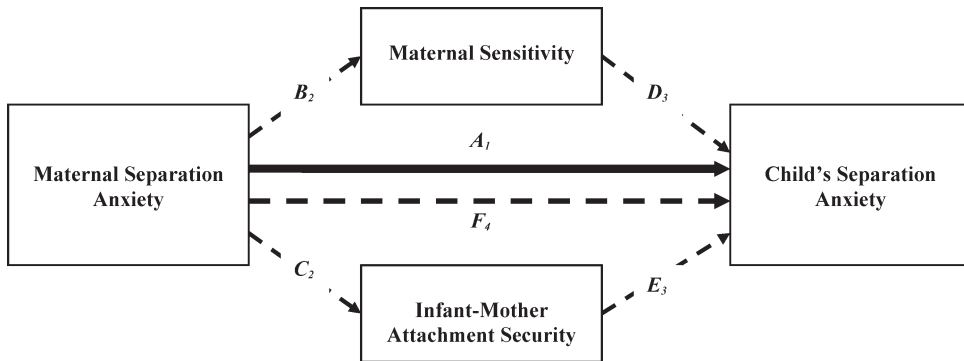 Maternal Sensitivity
B2
D3
A1
Maternal Separation
Anxiety
Child's Separation
Anxiety
F4
C2
E3
Infant-Mother
Attachment Security